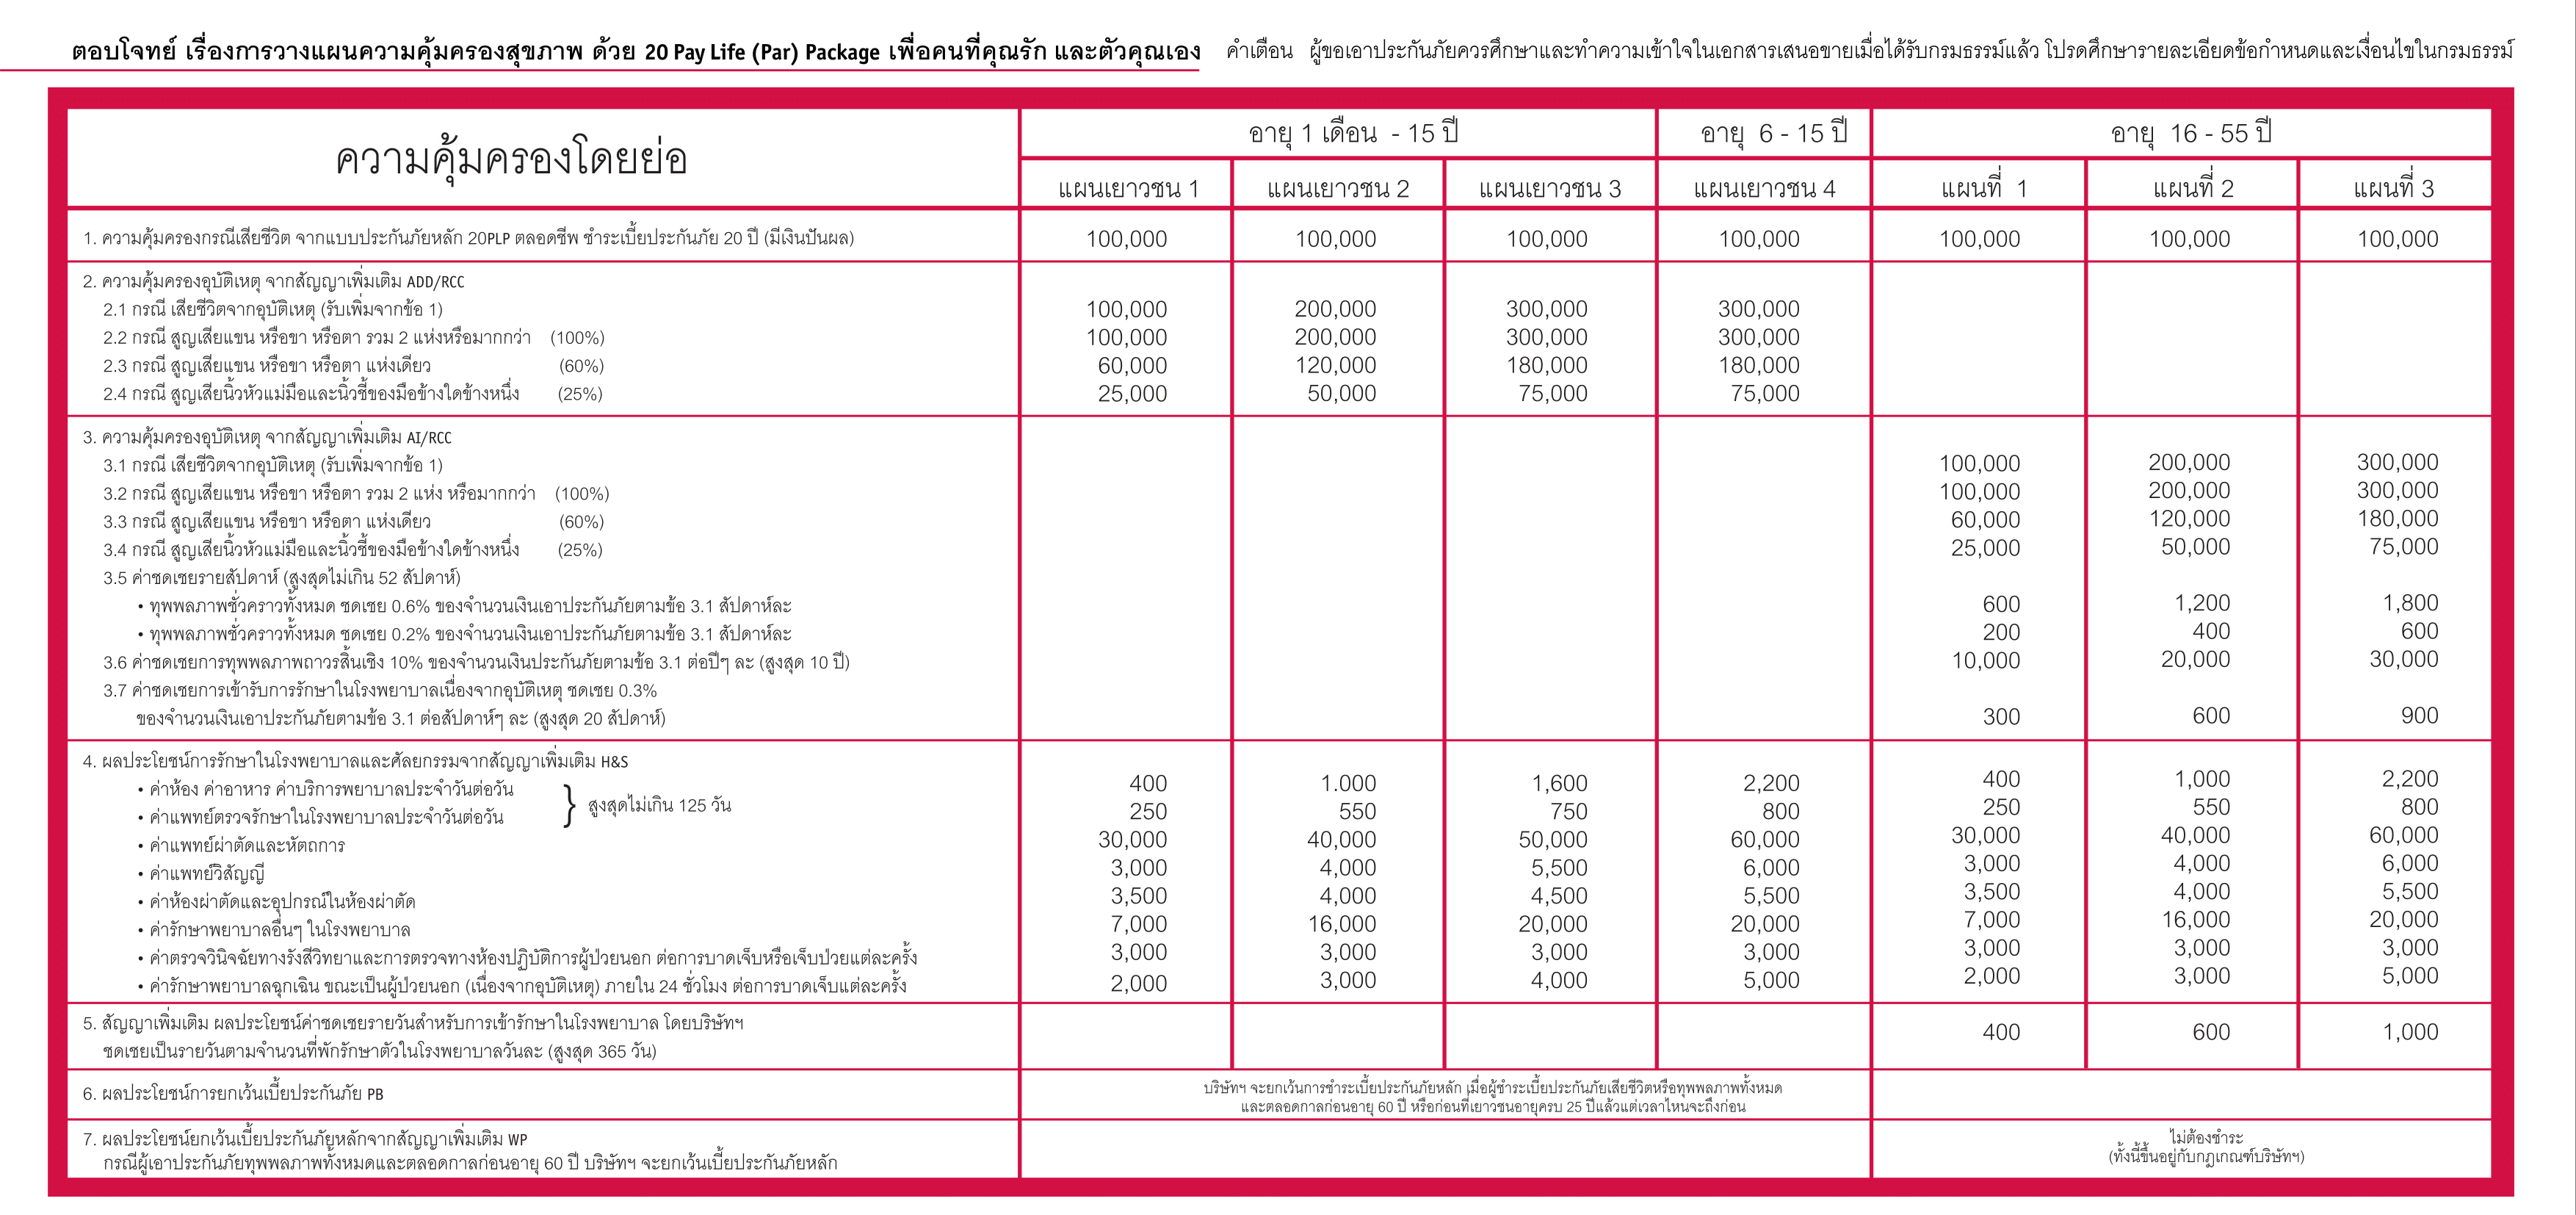 ตอบโจทย์ เรื่องการวางแผนความคุ้มครองสุขภาพ ด้วย 20 Pay Life (Par) Package เพื่อคนที่คุณรัก และตัวคุณเอง คำเตือน ผู้ขอเอาประกันภัยควรศึกษาและทำความเข้าใจในเอกสารเสนอขายเมื่อได้รับกรมธรรม์แล้ว โปรดศึกษารายละเอียดข้อกำหนดและเงื่อนไขในกรมธรรม์
ความคุ้มครองโดยย่อ
อายุ 1 เดือน - 15 ปี อายุ 6 - 15 ปี อายุ 16 - 55 ปี
แผนเยาวชน 1 แผนเยาวชน 2 แผนเยาวชน 3 แผนเยาวชน 4 แผนที่ 1 แผนที่ 2 แผนที่ 3
1. ความคุ้มครองกรณีเสียชีวิต จากแบบประกันภัยหลัก 20PLP ตลอดชีพ ชำระเบี้ยประกันภัย 20 ปี (มีเงินปันผล) 100,000 100,000 100,000 100,000 100,000 100,000 100,000
2. ความคุ้มครองอุบัติเหตุ จากสัญญาเพิ่มเติม ADD/RCC
2.1 กรณี เสียชีวิตจากอุบัติเหตุ (รับเพิ่มจากข้อ 1) 100,000 200,000 300,000 300,000
2.2 กรณี สูญเสียแขน หรือขา หรือตา รวม 2 แห่งหรือมากกว่า (100%) 100,000 200,000 300,000 300,000
2.3 กรณี สูญเสียแขน หรือขา หรือตา แห่งเดียว (60%) 60,000 120,000 180,000 180,000
2.4 กรณี สูญเสียนิ้วหัวแม่มือและนิ้วชี้ของมือข้างใดข้างหนึ่ง (25%) 25,000 50,000 75,000 75,000
3. ความคุ้มครองอุบัติเหตุ จากสัญญาเพิ่มเติม AI/RCC
3.1 กรณี เสียชีวิตจากอุบัติเหตุ (รับเพิ่มจากข้อ 1) 100,000 200,000 300,000
3.2 กรณี สูญเสียแขน หรือขา หรือตา รวม 2 แห่ง หรือมากกว่า (100%) 100,000 200,000 300,000
3.3 กรณี สูญเสียแขน หรือขา หรือตา แห่งเดียว (60%) 60,000 120,000 180,000
3.4 กรณี สูญเสียนิ้วหัวแม่มือและนิ้วชี้ของมือข้างใดข้างหนึ่ง (25%) 25,000 50,000 75,000
3.5 ค่าชดเชยรายสัปดาห์ (สูงสุดไม่เกิน 52 สัปดาห์)
• ทุพพลภาพชั่วคราวทั้งหมด ชดเชย 0.6% ของจำนวนเงินเอาประกันภัยตามข้อ 3.1 สัปดาห์ละ 600 1,200 1,800
• ทุพพลภาพชั่วคราวทั้งหมด ชดเชย 0.2% ของจำนวนเงินเอาประกันภัยตามข้อ 3.1 สัปดาห์ละ 200 400 600
3.6 ค่าชดเชยการทุพพลภาพถาวรสิ้นเชิง 10% ของจำนวนเงินประกันภัยตามข้อ 3.1 ต่อปีๆ ละ (สูงสุด 10 ปี) 10,000 20,000 30,000
3.7 ค่าชดเชยการเข้ารับการรักษาในโรงพยาบาลเนื่องจากอุบัติเหตุ ชดเชย 0.3%
ของจำนวนเงินเอาประกันภัยตามข้อ 3.1 ต่อสัปดาห์ๆ ละ (สูงสุด 20 สัปดาห์) 300 600 900
4. ผลประโยชน์การรักษาในโรงพยาบาลและศัลยกรรมจากสัญญาเพิ่มเติม H&S
• ค่าห้อง ค่าอาหาร ค่าบริการพยาบาลประจำวันต่อวัน 400 1.000 1,600 2,200 400 1,000 2,200
} สูงสุดไม่เกิน 125 วัน
• ค่าแพทย์ตรวจรักษาในโรงพยาบาลประจำวันต่อวัน 250 550 750 800 250 550 800
• ค่าแพทย์ผ่าตัดและหัตถการ 30,000 40,000 50,000 60,000 30,000 40,000 60,000
• ค่าแพทย์วิสัญญี 3,000 4,000 5,500 6,000 3,000 4,000 6,000
• ค่าห้องผ่าตัดและอุปกรณ์ในห้องผ่าตัด 3,500 4,000 4,500 5,500 3,500 4,000 5,500
• ค่ารักษาพยาบาลอื่นๆ ในโรงพยาบาล 7,000 16,000 20,000 20,000 7,000 16,000 20,000
• ค่าตรวจวินิจฉัยทางรังสีวิทยาและการตรวจทางห้องปฏิบัติการผู้ป่วยนอก ต่อการบาดเจ็บหรือเจ็บป่วยแต่ละครั้ง 3,000 3,000 3,000 3,000 3,000 3,000 3,000
• ค่ารักษาพยาบาลฉุกเฉิน ขณะเป็นผู้ป่วยนอก (เนื่องจากอุบัติเหตุ) ภายใน 24 ชั่วโมง ต่อการบาดเจ็บแต่ละครั้ง 2,000 3,000 4,000 5,000 2,000 3,000 5,000
5. สัญญาเพิ่มเติม ผลประโยชน์ค่าชดเชยรายวันสำหรับการเข้ารักษาในโรงพยาบาล โดยบริษัทฯ
ชดเชยเป็นรายวันตามจำนวนที่พักรักษาตัวในโรงพยาบาลวันละ (สูงสุด 365 วัน) 400 600 1,000
6. ผลประโยชน์การยกเว้นเบี้ยประกันภัย PB
บริษัทฯ จะยกเว้นการชำระเบี้ยประกันภัยหลัก เมื่อผู้ชำระเบี้ยประกันภัยเสียชีวิตหรือทุพพลภาพทั้งหมด
และตลอดกาลก่อนอายุ 60 ปี หรือก่อนที่เยาวชนอายุครบ 25 ปีแล้วแต่เวลาไหนจะถึงก่อน
7. ผลประโยชน์ยกเว้นเบี้ยประกันภัยหลักจากสัญญาเพิ่มเติม WP
กรณีผู้เอาประกันภัยทุพพลภาพทั้งหมดและตลอดกาลก่อนอายุ 60 ปี บริษัทฯ จะยกเว้นเบี้ยประกันภัยหลัก
ไม่ต้องชำระ
(ทั้งนี้ขึ้นอยู่กับกฎเกณฑ์บริษัทฯ)